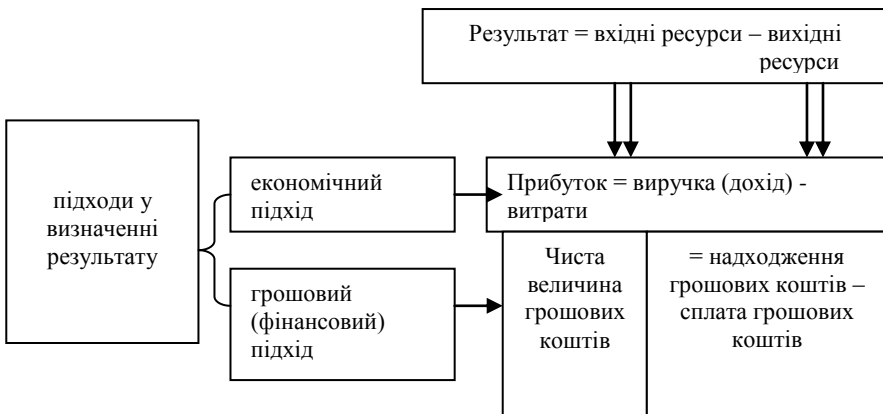 Результат = вхідні ресурси – вихідні
ресурси
підходи у
визначенні
результату
економічний
підхід
Прибуток = виручка (дохід) -
витрати
грошовий
(фінансовий)
підхід
Чиста
величина
грошових
коштів
= надходження
грошових коштів –
сплата грошових
коштів